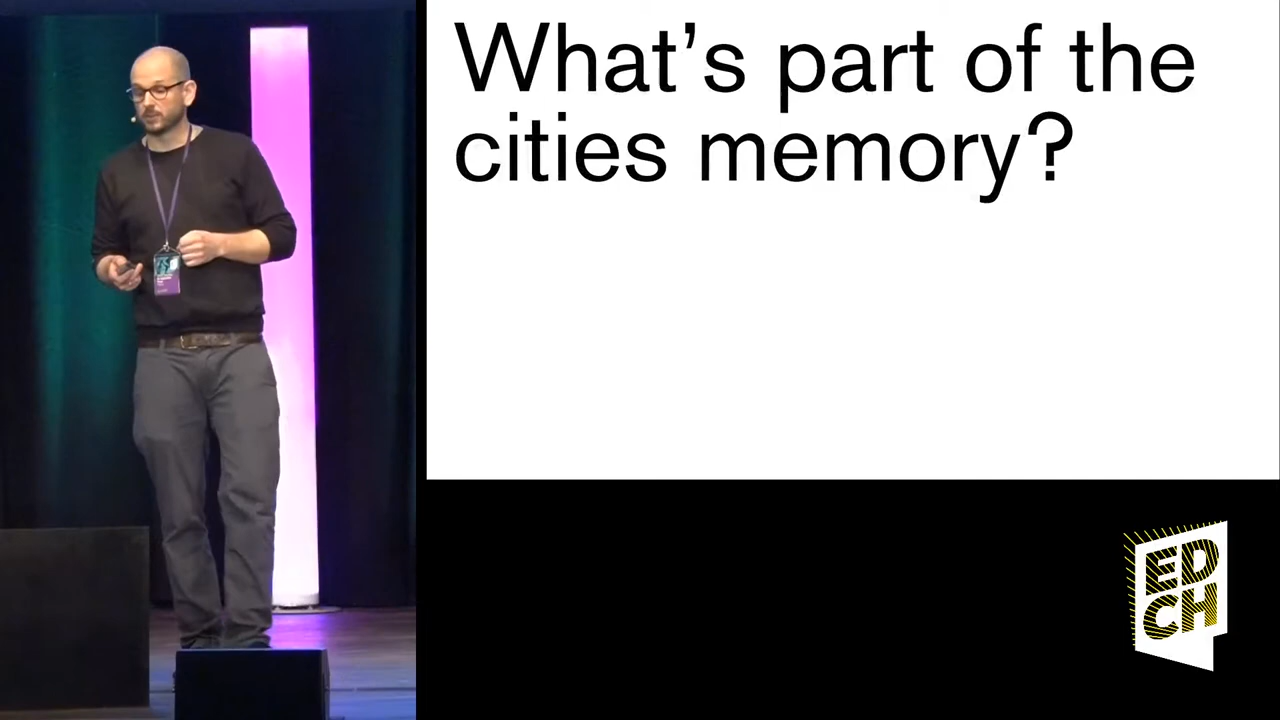 What’s part of the
cities memory?
ED
CH